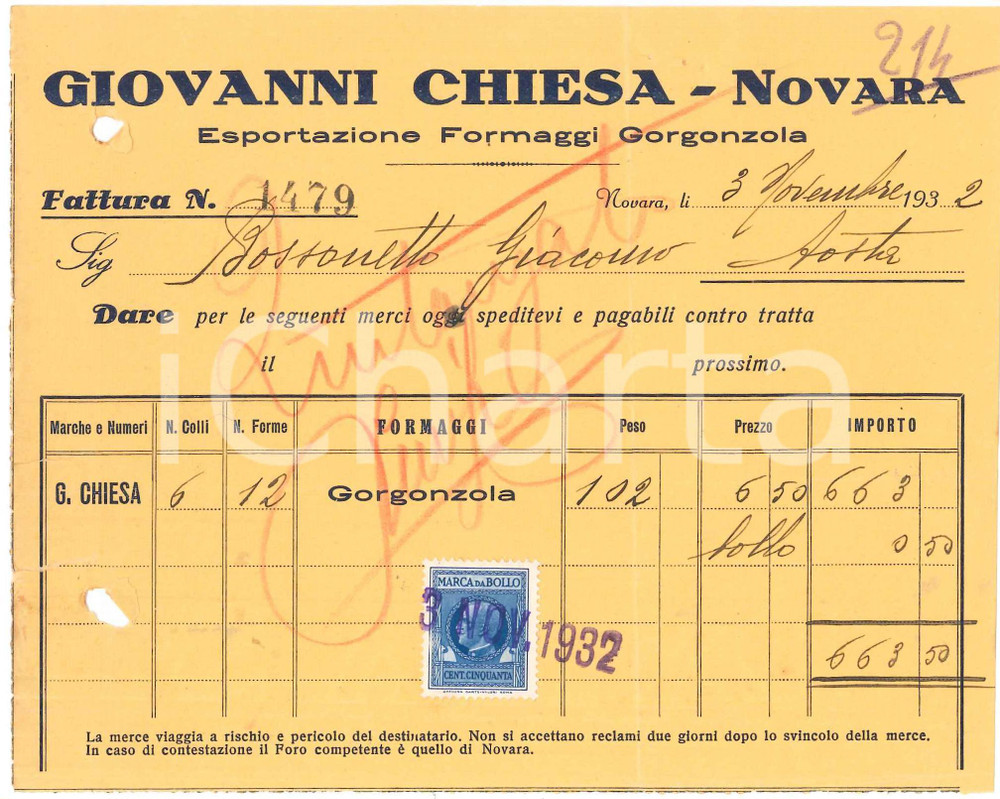 214
GIOVANNI CHIESA - NOVARA
Esportazione Formaggi Gorgonzola
Fattura N. 1479
Novara, li 3 Novembre 1932
Sig Bossonetto Giacomo Aosta
Dare per le seguenti merci oggi speditevi e pagabili contro tratta
il prossimo.
iCharta
Marche e Numeri N. Colli N. Forme FORMAGGI Peso Prezzo IMPORTO
G. CHIESA 6 12 Gorgonzola 102 6 50 663
bollo 0 50
MARCA DA BOLLO
3 NOV. 1932
CENT. CINQUANTA
663 50
La merce viaggia a rischio e pericolo del destinatario. Non si accettano reclami due giorni dopo lo svincolo della merce.
In caso di contestazione il Foro competente è quello di Novara.